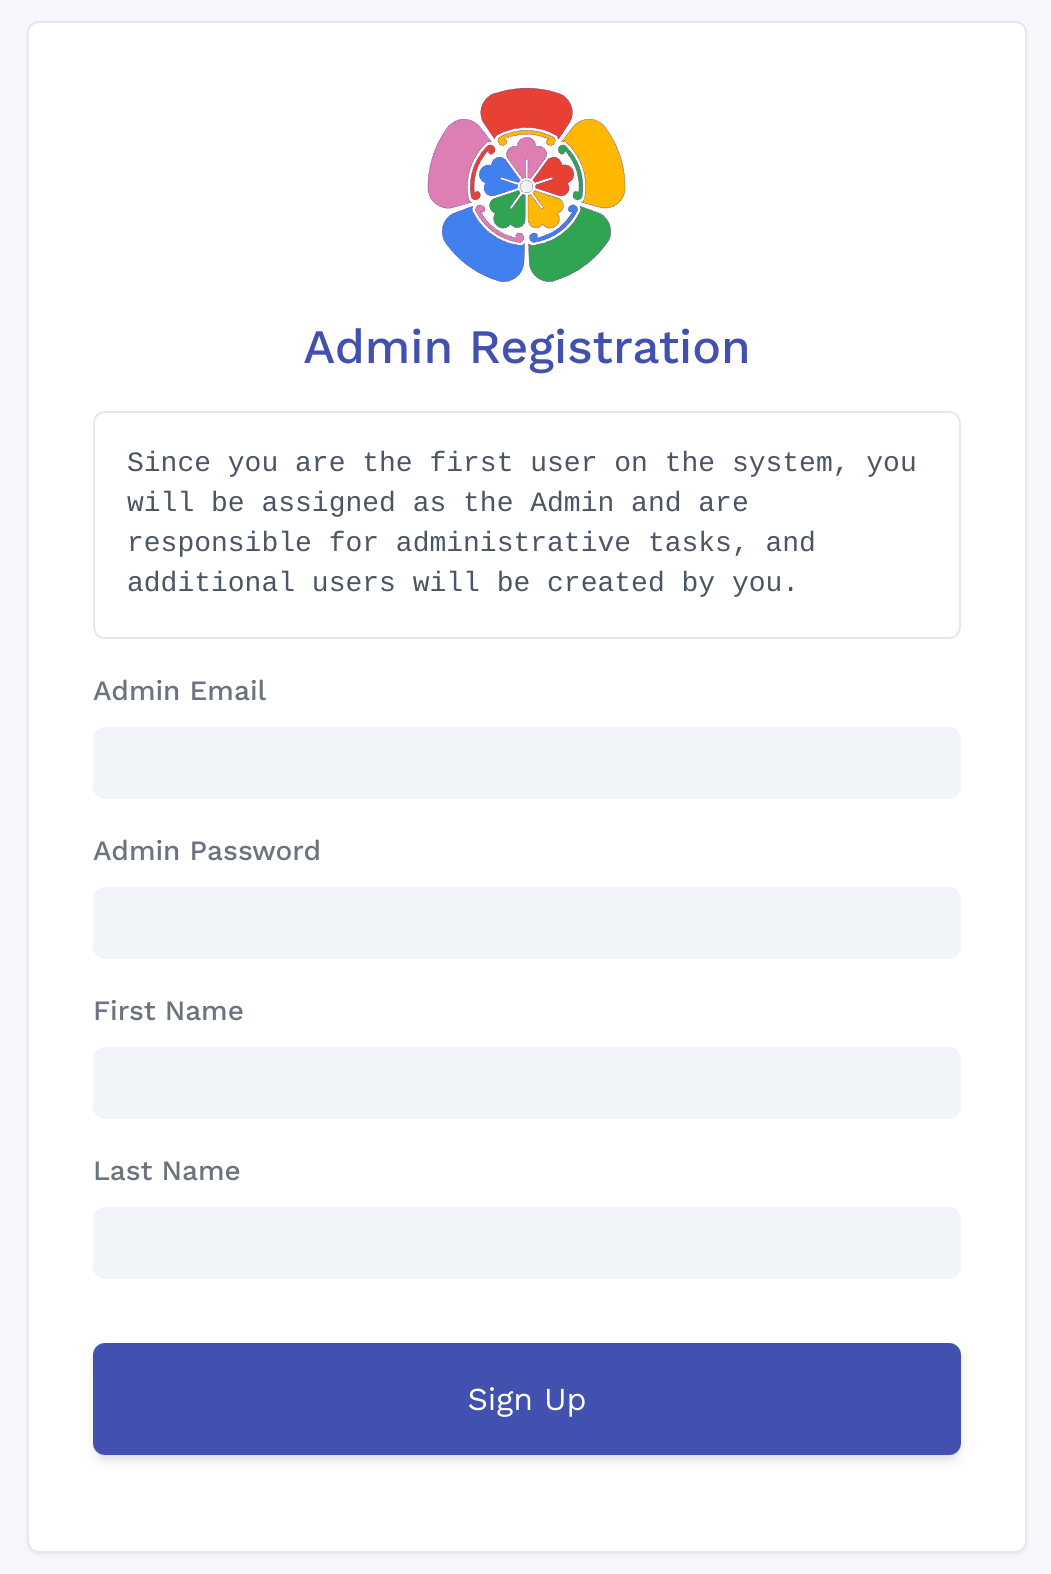 Admin Registration
Since you are the first user on the system, you
will be assigned as the Admin and are
responsible for administrative tasks, and
additional users will be created by you.
Admin Email
Admin Password
First Name
Last Name
Sign Up